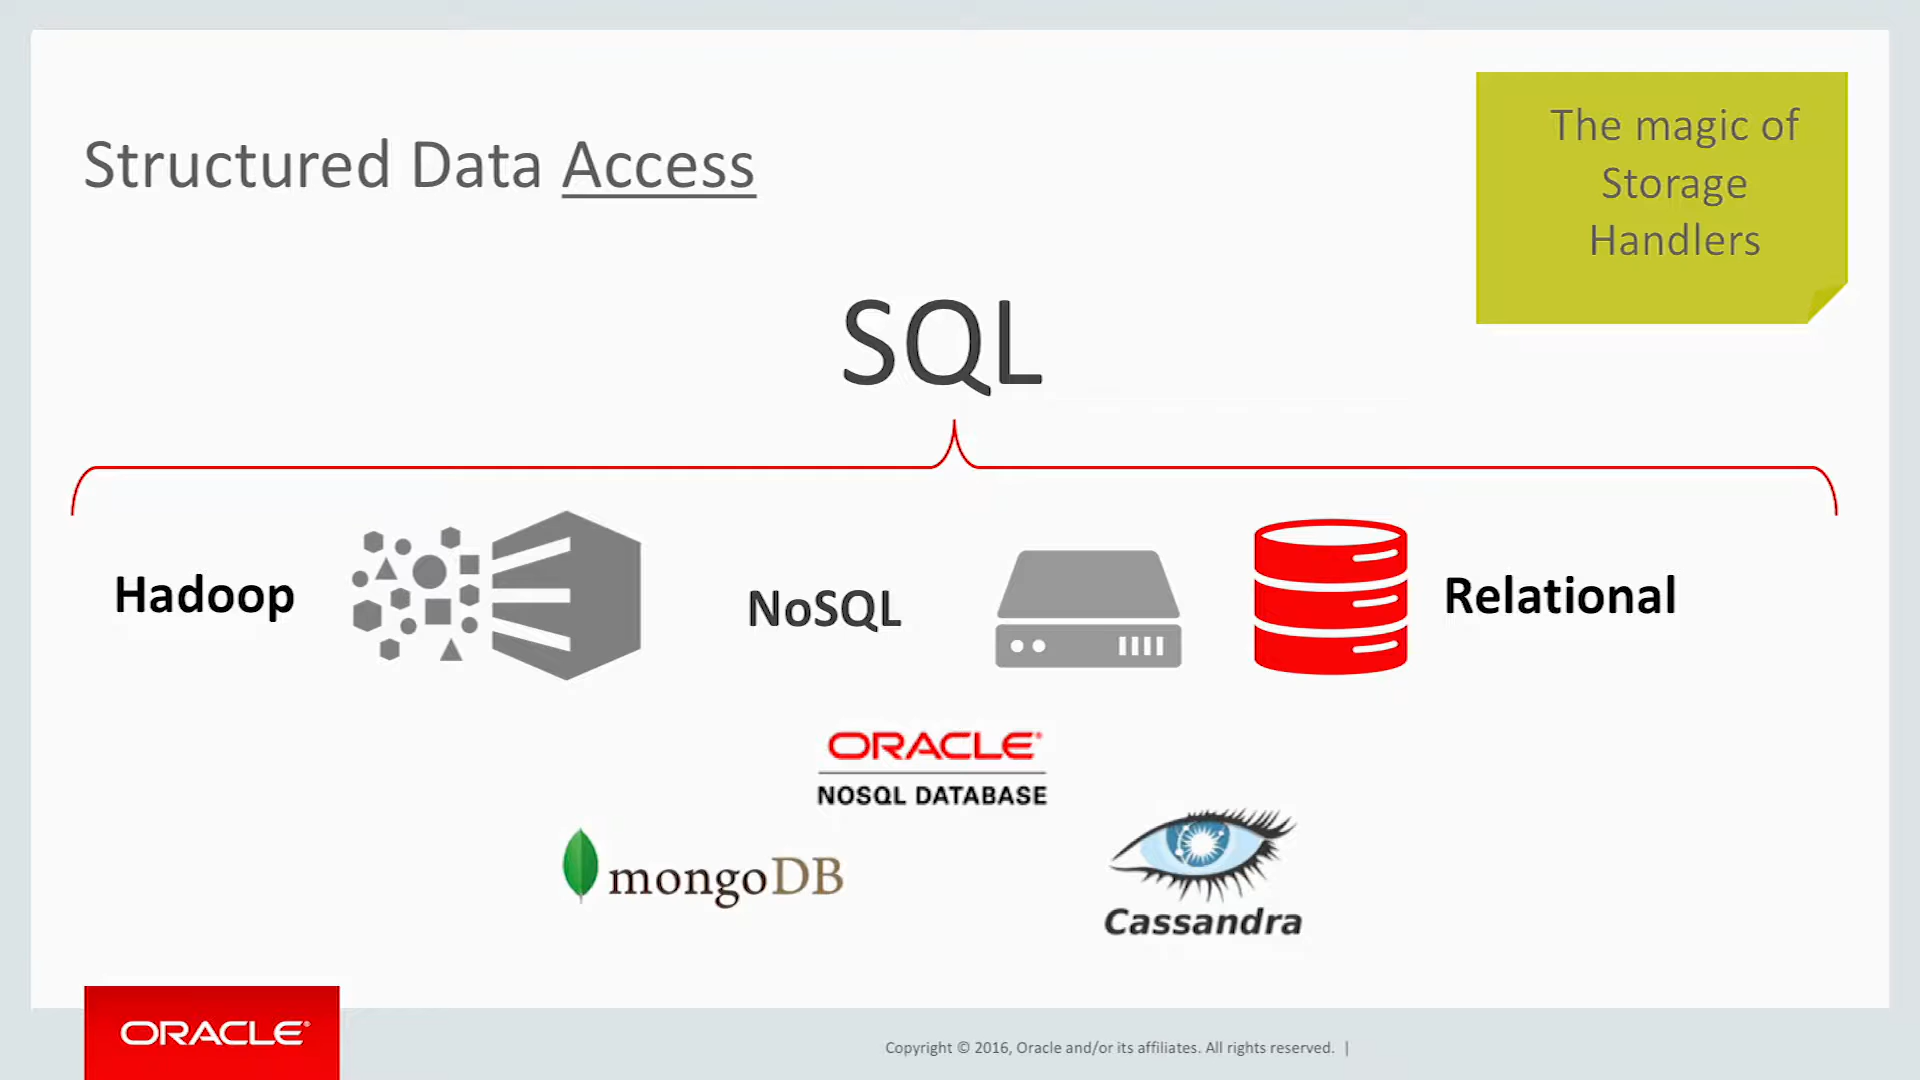 Structured Data Access
The magic of
Storage
Handlers
SQL
Hadoop
NoSQL
Relational
ORACLE®
NOSQL DATABASE
mongoDB
Cassandra
ORACLE®
Copyright © 2016, Oracle and/or its affiliates. All rights reserved. |